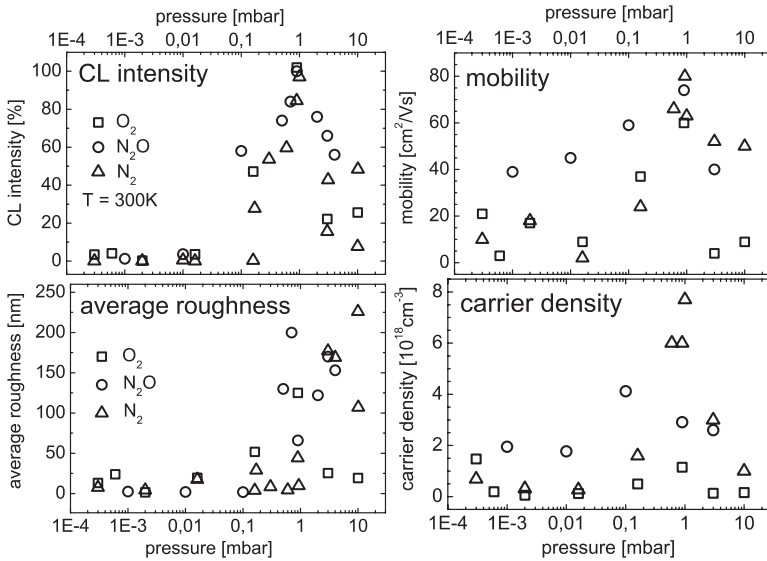 pressure [mbar]
1E-4 1E-3 0,01 0,1 1 10
CL intensity
CL intensity [%]
100
80
60
40
20
0
O2
N2O
N2
T = 300K
pressure [mbar]
1E-4 1E-3 0,01 0,1 1 10
mobility
mobility [cm2/Vs]
80
60
40
20
0
average roughness
average roughness [nm]
250
200
150
100
50
0
O2
N2O
N2
1E-4 1E-3 0,01 0,1 1 10
pressure [mbar]
carrier density
carrier density [10^18cm^-3]
8
6
4
2
0
1E-4 1E-3 0,01 0,1 1 10
pressure [mbar]